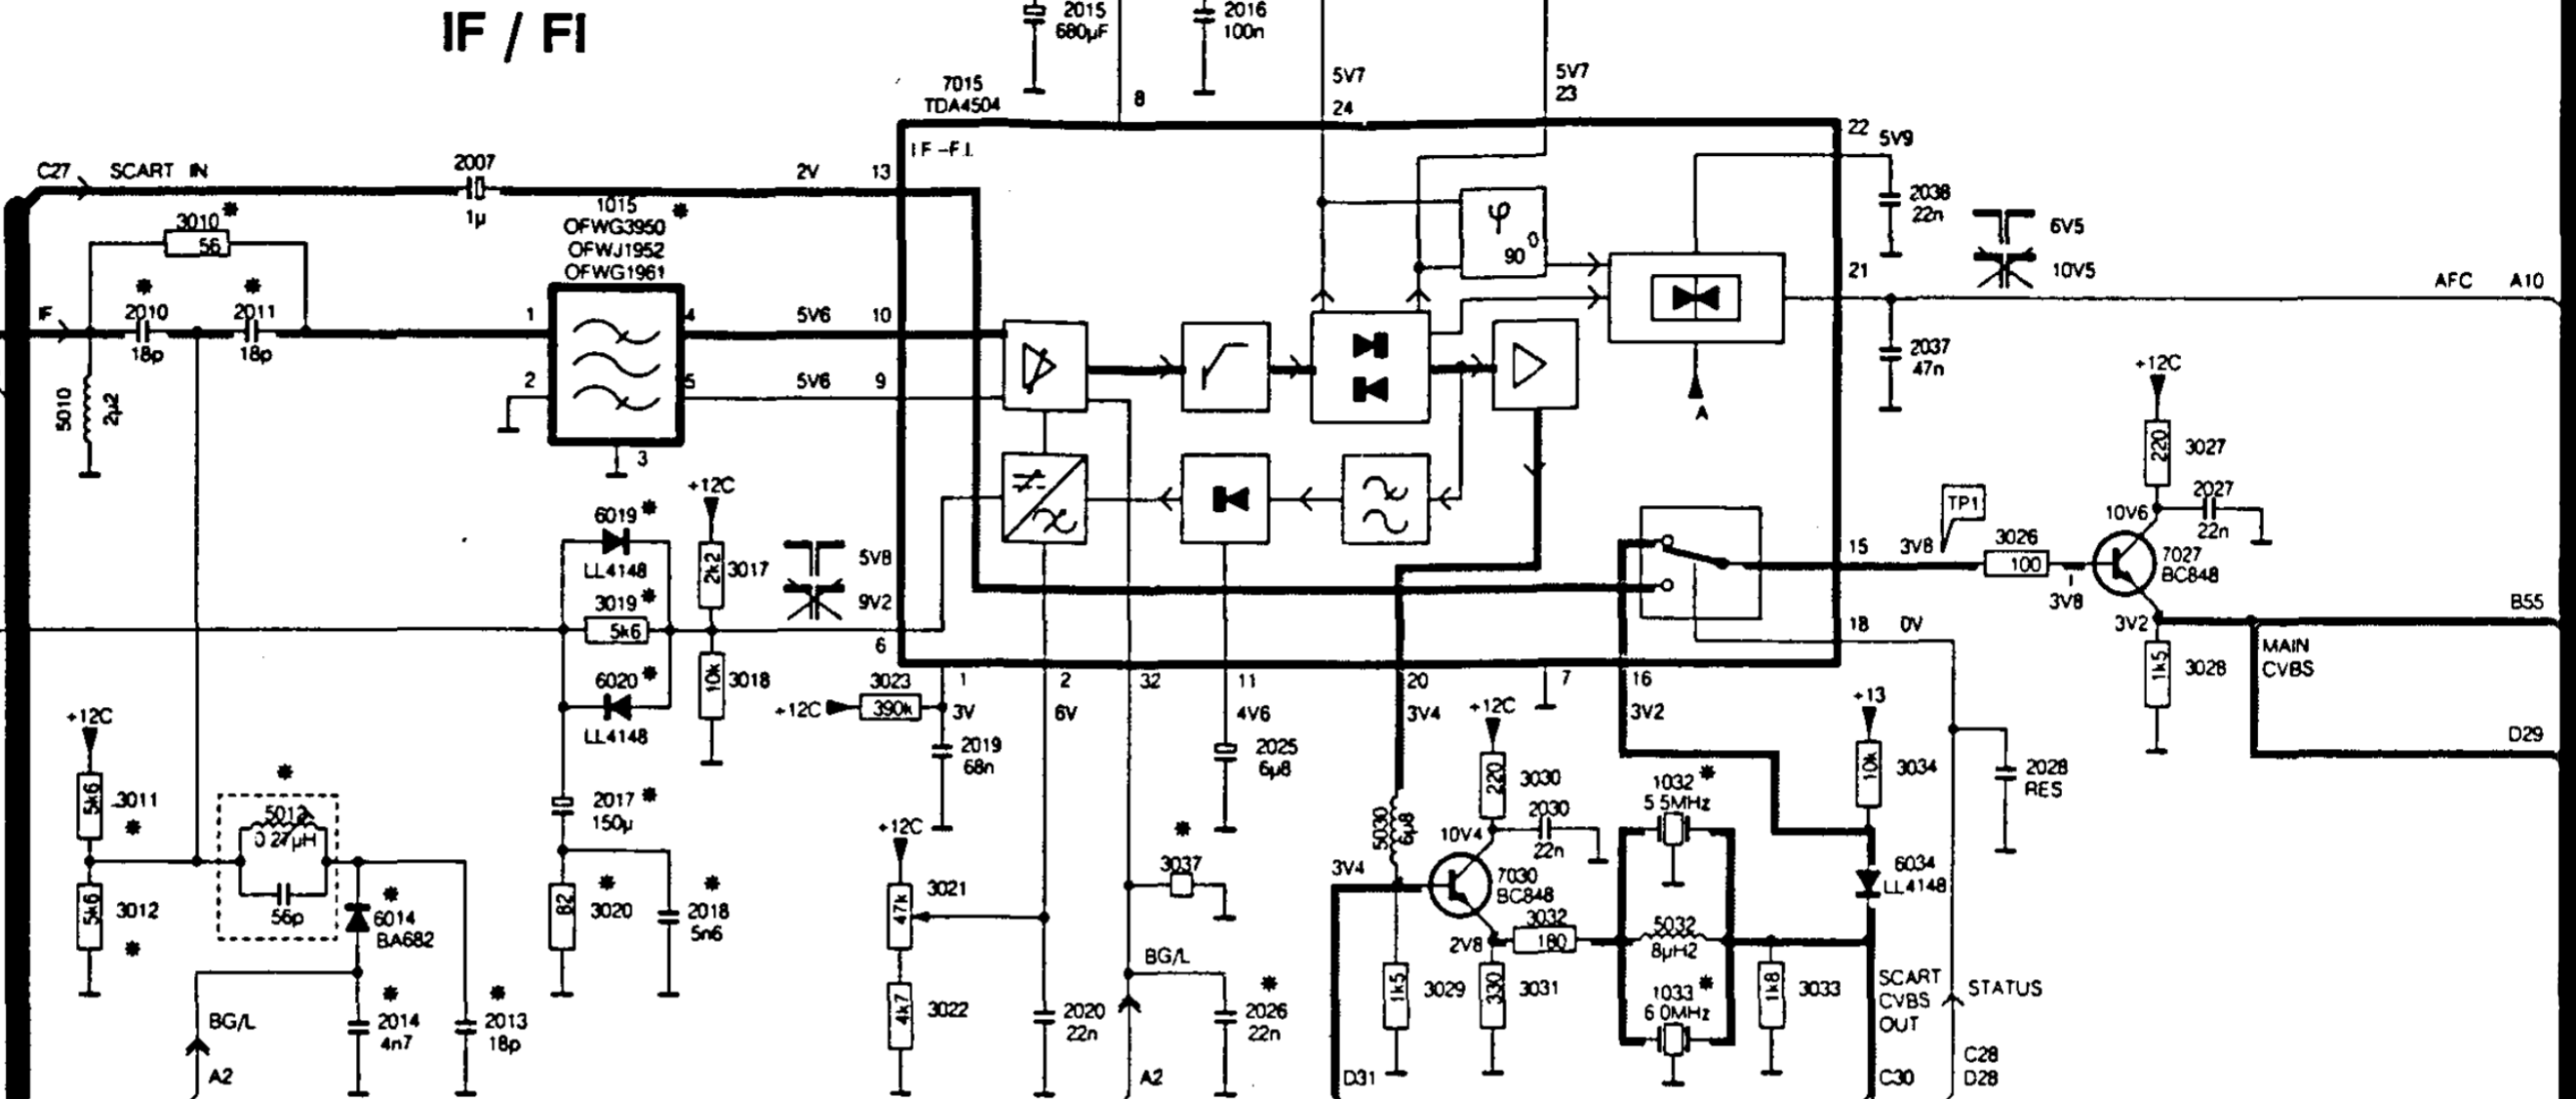 IF / FI
2015
680µF
2016
100n
7015
TDA4504
8
5V7
24
5V7
23
22
5V9
IF-F.I.
C27
SCART IN
2007
1µ
2V
13
3010 *
56
1015 *
OFWG3950
OFWJ1952
OFWG1961
φ
90
0
2038
22n
6V5
10V5
IF
*
2010
18p
*
2011
18p
1
4
5V6
10
2
5
5V6
9
3
5010
2µ2
21
AFC
A10
2037
47n
A
+12C
220
3027
2027
22n
10V6
+12C
6019 *
LL4148
2k2
3017
3019 *
5k6
5V8
9V2
6
TP1
15
3V8
3026
100
3V8
7027
BC848
3V2
B55
18
0V
MAIN
CVBS
1k5
3028
D29
6020 *
LL4148
10k
3018
3023
+12C
390k
1
3V
2
6V
32
11
4V6
20
3V4
7
16
3V2
+12C
+13
2019
68n
2025
6µ8
+12C
5k6
3011
*
5k6
3012
*
*
5012
0.27µH
56p
*
6014
BA682
2017 *
150µ
82
*
3020
*
2018
5n6
+12C
47k
3021
4k7
3022
*
3037
5030
6µ8
220
3030
2030
22n
10V4
3V4
7030
BC848
2V8
3032
180
1032 *
5.5MHz
5032
8µH2
1033 *
6.0MHz
10k
3034
2028
RES
6034
LL4148
1k5
3029
330
3031
1k8
3033
SCART
CVBS
OUT
STATUS
BG/L
A2
*
2014
4n7
*
2013
18p
2020
22n
BG/L
A2
*
2026
22n
D31
C30
C28
D28